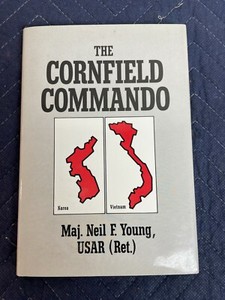 THE
CORNFIELD
COMMANDO
Korea
Vietnam
Maj. Neil F. Young,
USAR (Ret.)